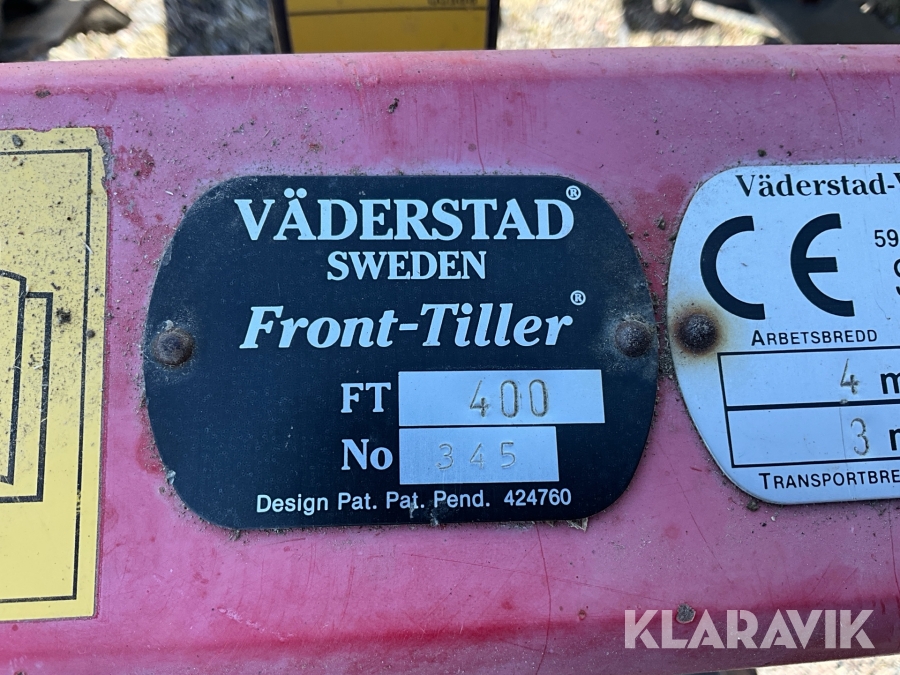 VÄDERSTAD®
SWEDEN
Front-Tiller®
FT 400
No 345
Design Pat. Pat. Pend. 424760
Väderstad-
CE
59
ARBETSBREDD
4 m
3
TRANSPORTBRE
KLARAVIK